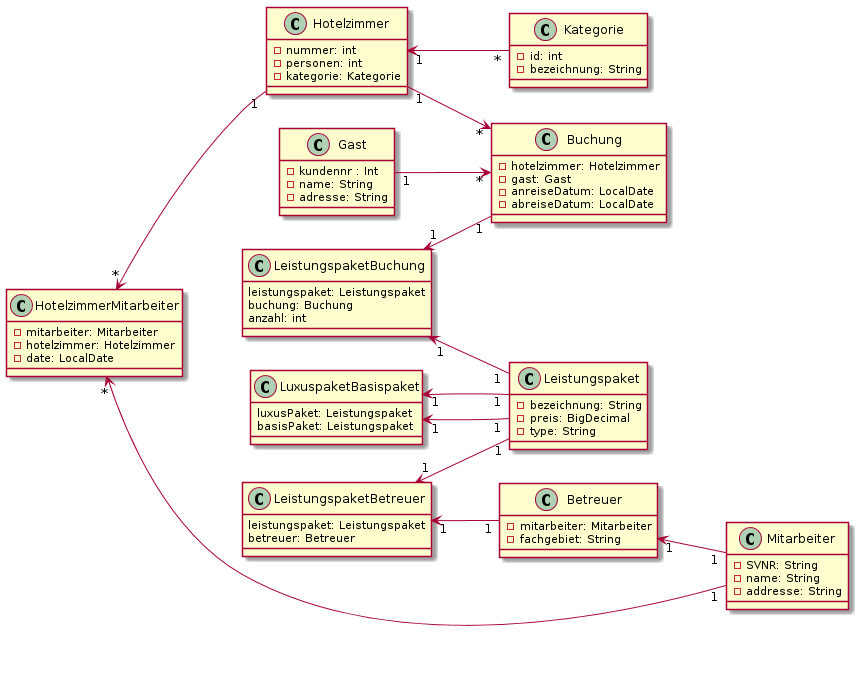 C Hotelzimmer
nummer: int
personen: int
kategorie: Kategorie
C Kategorie
id: int
bezeichnung: String
1
*
1
*
1
*
C Gast
kundennr : Int
name: String
adresse: String
1
*
C Buchung
hotelzimmer: Hotelzimmer
gast: Gast
anreiseDatum: LocalDate
abreiseDatum: LocalDate
1
1
C LeistungspaketBuchung
leistungspaket: Leistungspaket
buchung: Buchung
anzahl: int
C HotelzimmerMitarbeiter
mitarbeiter: Mitarbeiter
hotelzimmer: Hotelzimmer
date: LocalDate
*
1
1
C LuxuspaketBasispaket
luxusPaket: Leistungspaket
basisPaket: Leistungspaket
C Leistungspaket
bezeichnung: String
preis: BigDecimal
type: String
1
1
1
1
1
1
C LeistungspaketBetreuer
leistungspaket: Leistungspaket
betreuer: Betreuer
C Betreuer
mitarbeiter: Mitarbeiter
fachgebiet: String
1
1
1
1
C Mitarbeiter
SVNR: String
name: String
addresse: String
1